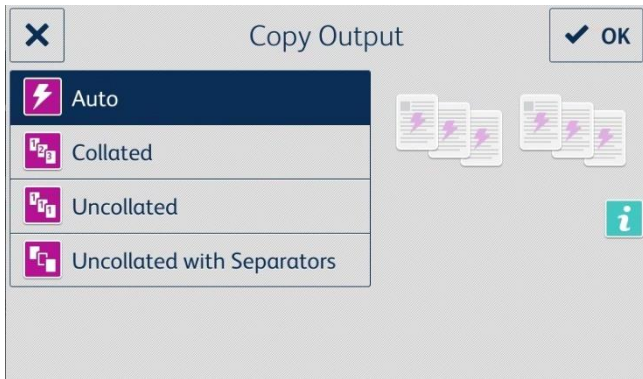 Copy Output
OK
Auto
Collated
Uncollated
Uncollated with Separators